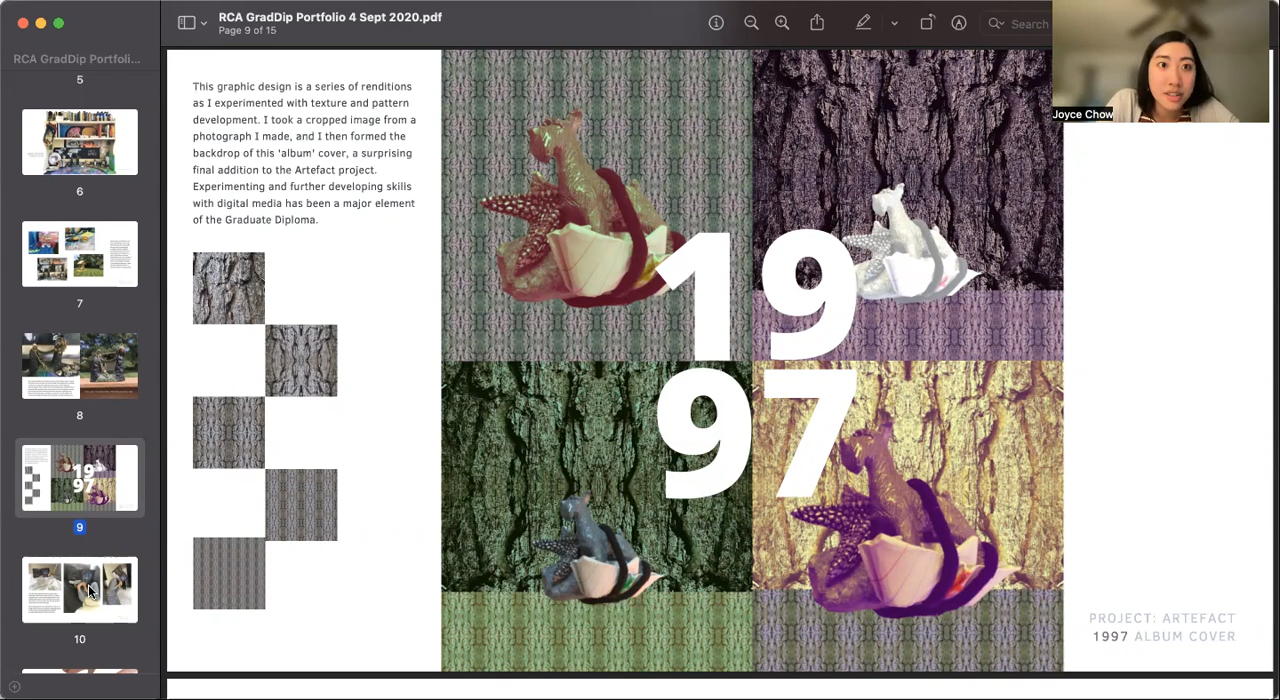 RCA GradDip Portfolio 4 Sept 2020.pdf
Page 9 of 15
Search
RCA GradDip Portfoli...
5
6
7
8
9
10
This graphic design is a series of renditions
as I experimented with texture and pattern
development. I took a cropped image from a
photograph I made, and I then formed the
backdrop of this 'album' cover, a surprising
final addition to the Artefact project.
Experimenting and further developing skills
with digital media has been a major element
of the Graduate Diploma.
19
97
Joyce Chow
PROJECT: ARTEFACT
1997 ALBUM COVER
19
97